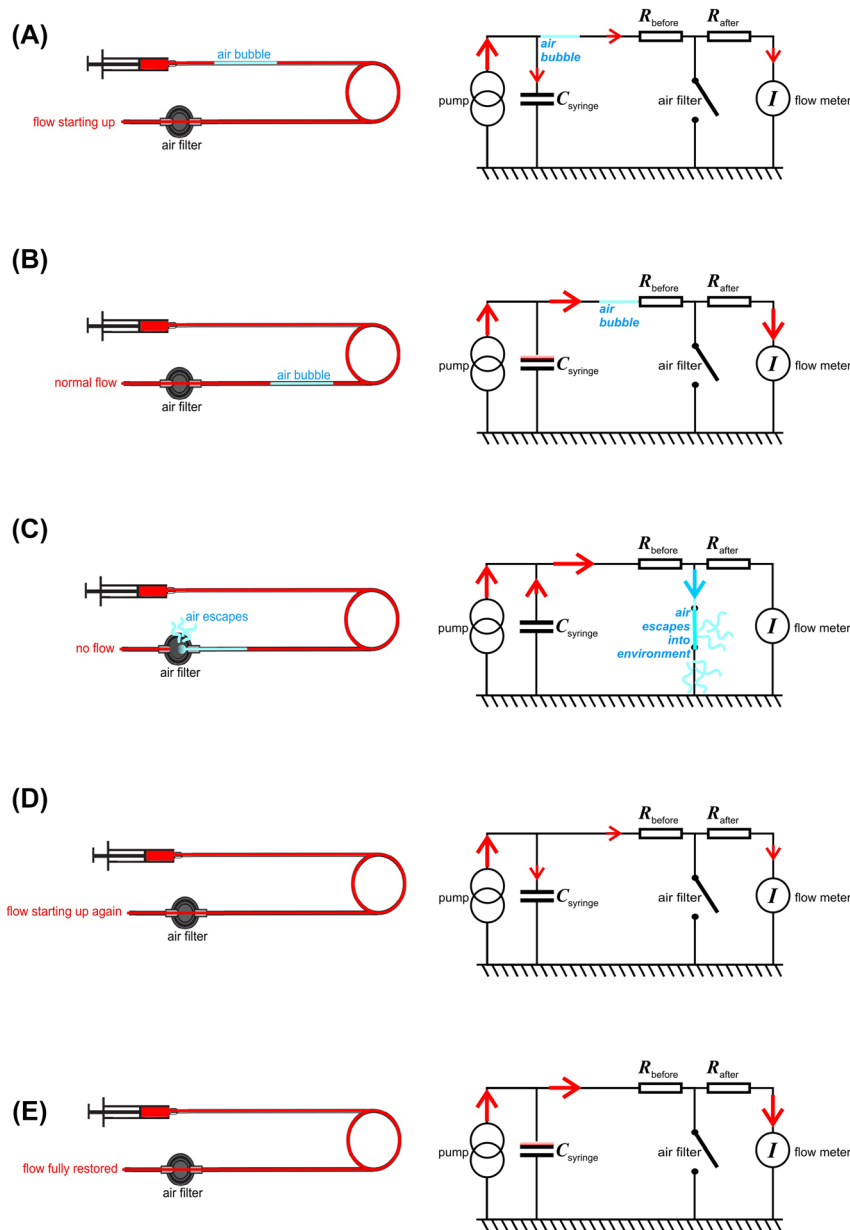 (A)
air bubble
flow starting up
air filter
R before
R after
air
bubble
pump
C syringe
air filter
I
flow meter
(B)
normal flow
air bubble
air filter
R before
R after
air
bubble
pump
C syringe
air filter
I
flow meter
(C)
air escapes
no flow
air filter
R before
R after
pump
C syringe
air
escapes
into
environment
I
flow meter
(D)
flow starting up again
air filter
R before
R after
pump
C syringe
air filter
I
flow meter
(E)
flow fully restored
air filter
R before
R after
pump
C syringe
air filter
I
flow meter